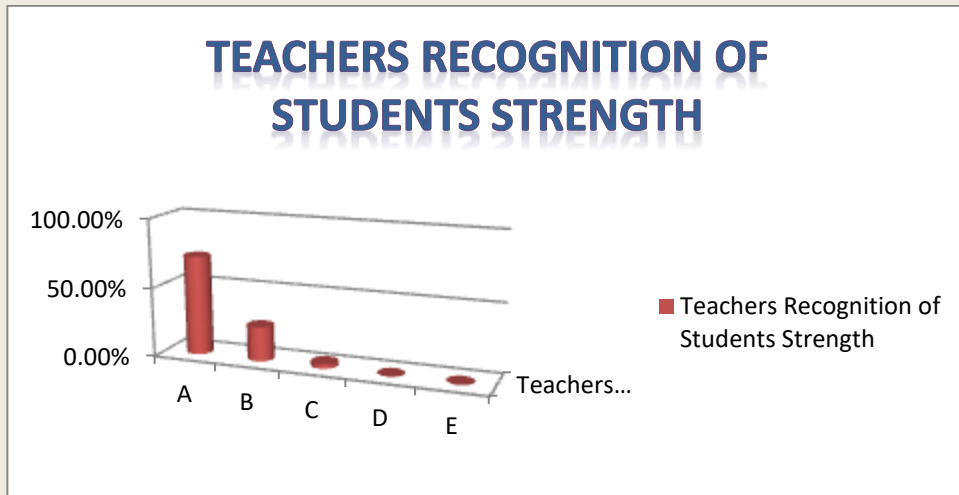 TEACHERS RECOGNITION OF
STUDENTS STRENGTH
100.00%
50.00%
0.00%
A
B
C
D
E
Teachers...
Teachers Recognition of
Students Strength